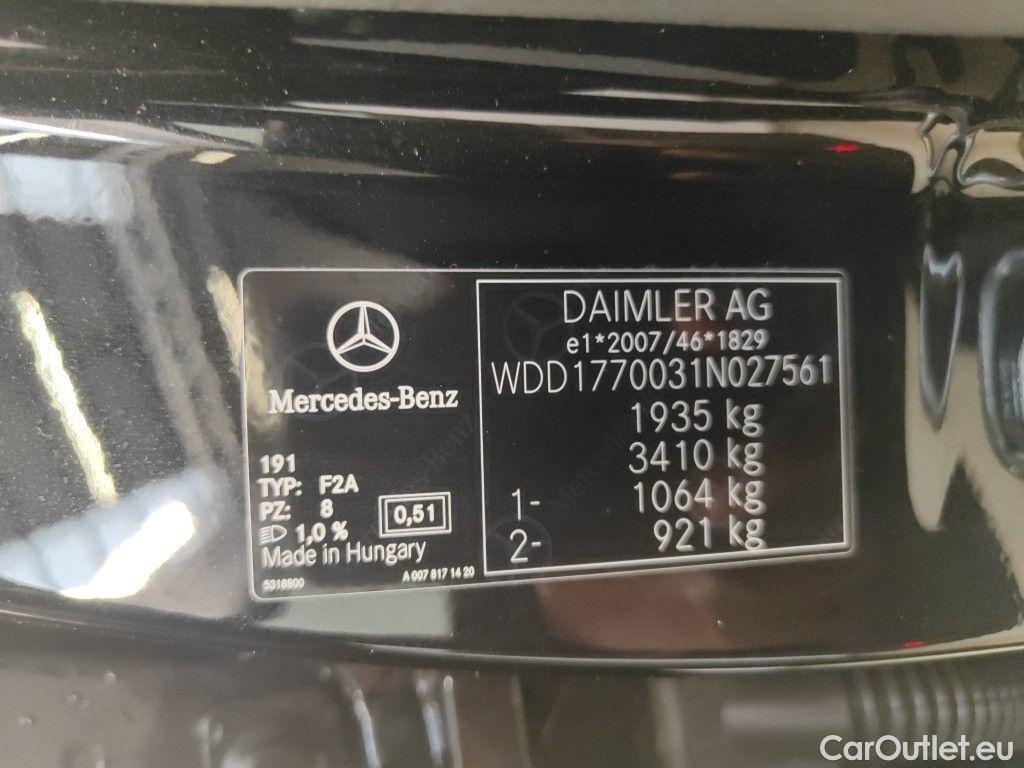 Mercedes-Benz
191
TYP: F2A
PZ: 8
1,0 %
0,51
Made in Hungary
5318800
A 007 817 14 20
DAIMLER AG
e1*2007/46*1829
WDD1770031N027561
1935 kg
3410 kg
1- 1064 kg
2- 921 kg
CarOutlet.eu